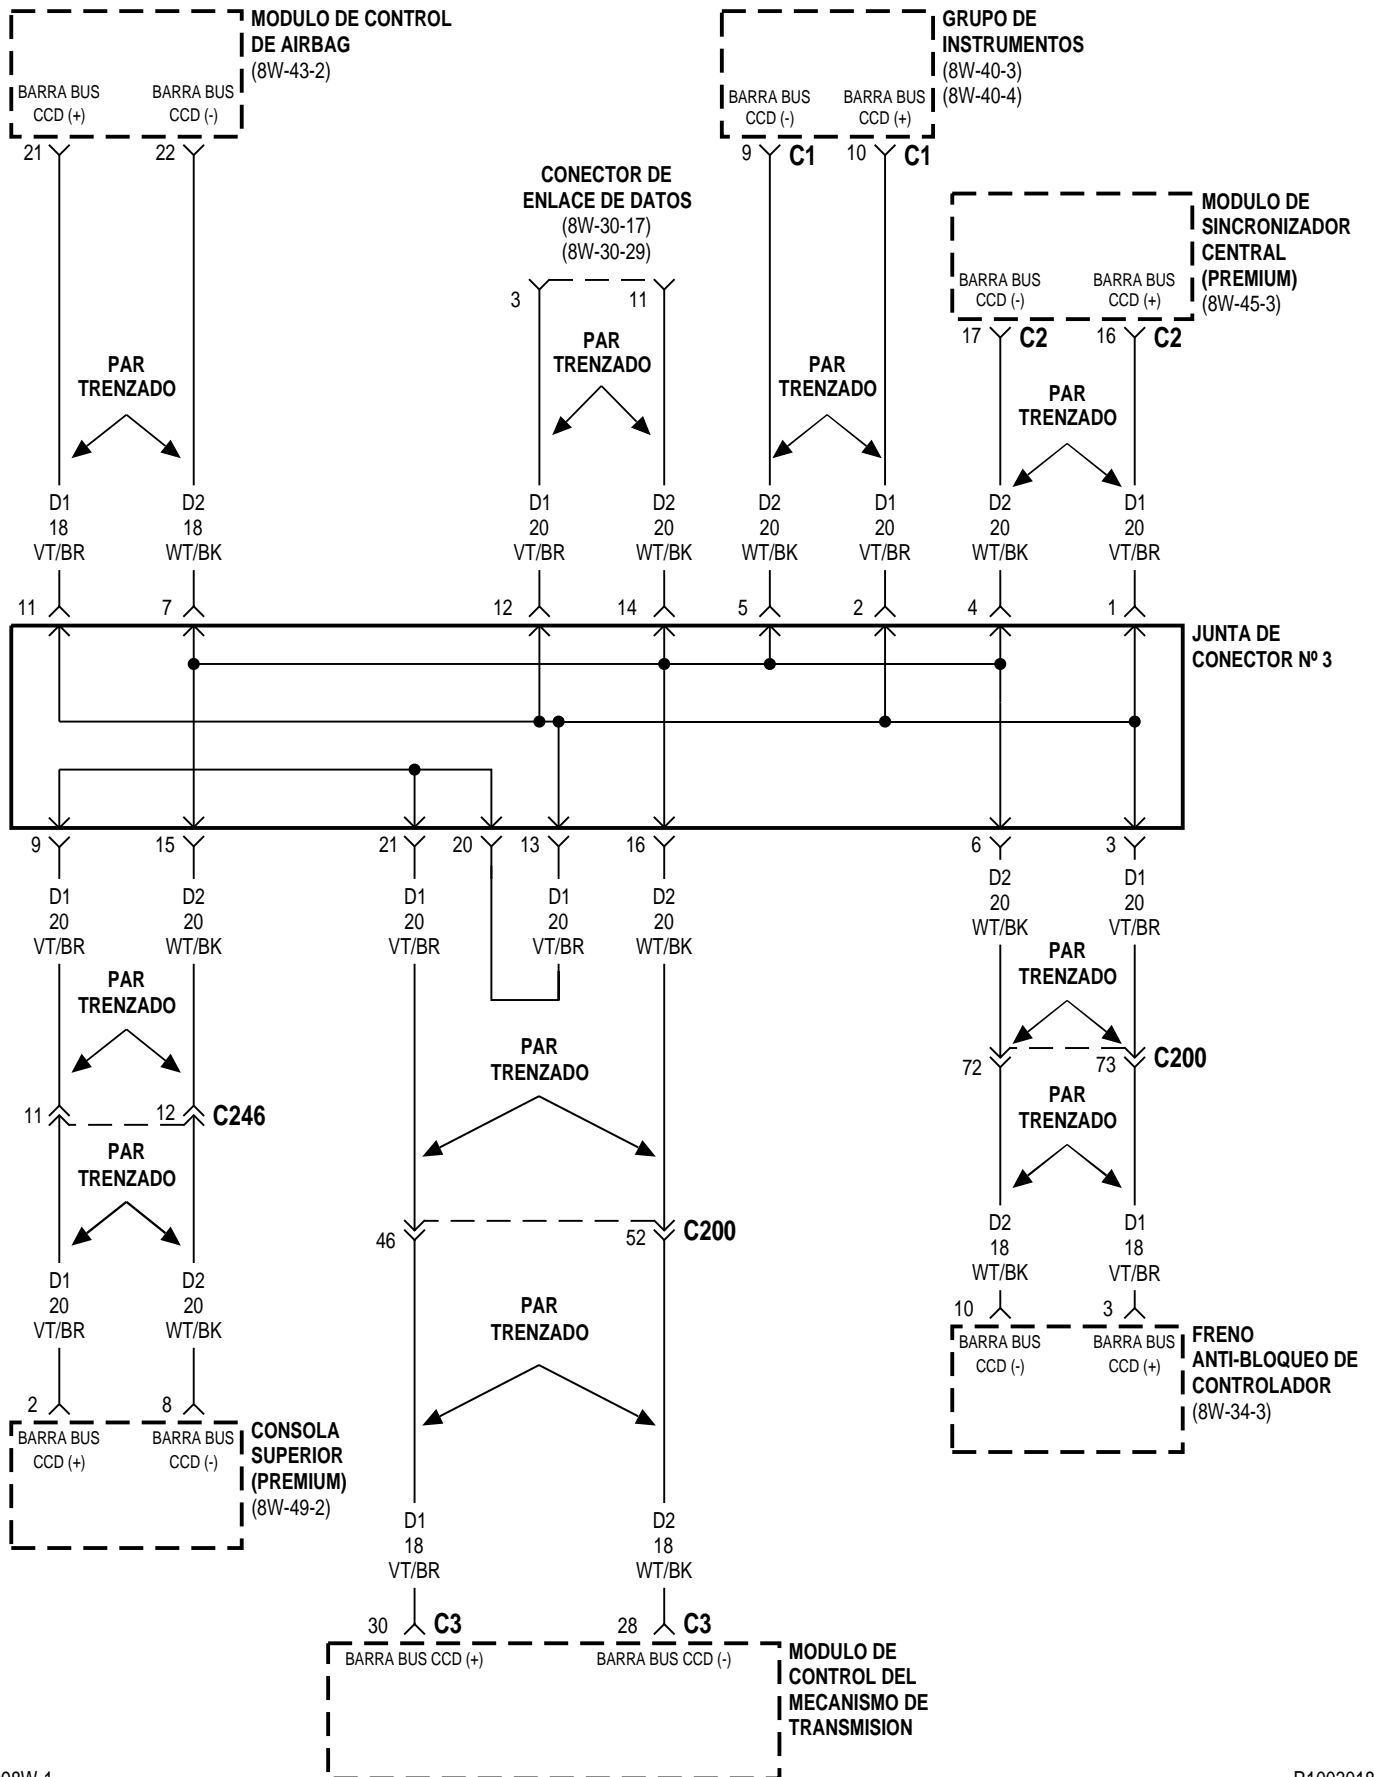 MODULO DE CONTROL
DE AIRBAG
(8W-43-2)
BARRA BUS
CCD (+)
BARRA BUS
CCD (-)
21
22
GRUPO DE
INSTRUMENTOS
(8W-40-3)
(8W-40-4)
BARRA BUS
CCD (-)
BARRA BUS
CCD (+)
9
C1
10
C1
CONECTOR DE
ENLACE DE DATOS
(8W-30-17)
(8W-30-29)
3
11
MODULO DE
SINCRONIZADOR
CENTRAL
(PREMIUM)
(8W-45-3)
BARRA BUS
CCD (-)
BARRA BUS
CCD (+)
17
C2
16
C2
PAR
TRENZADO
PAR
TRENZADO
PAR
TRENZADO
PAR
TRENZADO
D1
18
VT/BR
D2
18
WT/BK
D1
20
VT/BR
D2
20
WT/BK
D2
20
WT/BK
D1
20
VT/BR
D2
20
WT/BK
D1
20
VT/BR
11
7
12
14
5
2
4
1
JUNTA DE
CONECTOR Nº 3
9
15
21
20
13
16
6
3
D1
20
VT/BR
D2
20
WT/BK
D1
20
VT/BR
D1
20
VT/BR
D2
20
WT/BK
D2
20
WT/BK
D1
20
VT/BR
PAR
TRENZADO
PAR
TRENZADO
PAR
TRENZADO
11
12
C246
72
73
C200
PAR
TRENZADO
PAR
TRENZADO
46
52
C200
D1
20
VT/BR
D2
20
WT/BK
PAR
TRENZADO
D2
18
WT/BK
D1
18
VT/BR
10
3
BARRA BUS
CCD (-)
BARRA BUS
CCD (+)
FRENO
ANTI-BLOQUEO DE
CONTROLADOR
(8W-34-3)
2
8
BARRA BUS
CCD (+)
BARRA BUS
CCD (-)
CONSOLA
SUPERIOR
(PREMIUM)
(8W-49-2)
D1
18
VT/BR
D2
18
WT/BK
30
C3
28
C3
BARRA BUS CCD (+)
BARRA BUS CCD (-)
MODULO DE
CONTROL DEL
MECANISMO DE
TRANSMISION